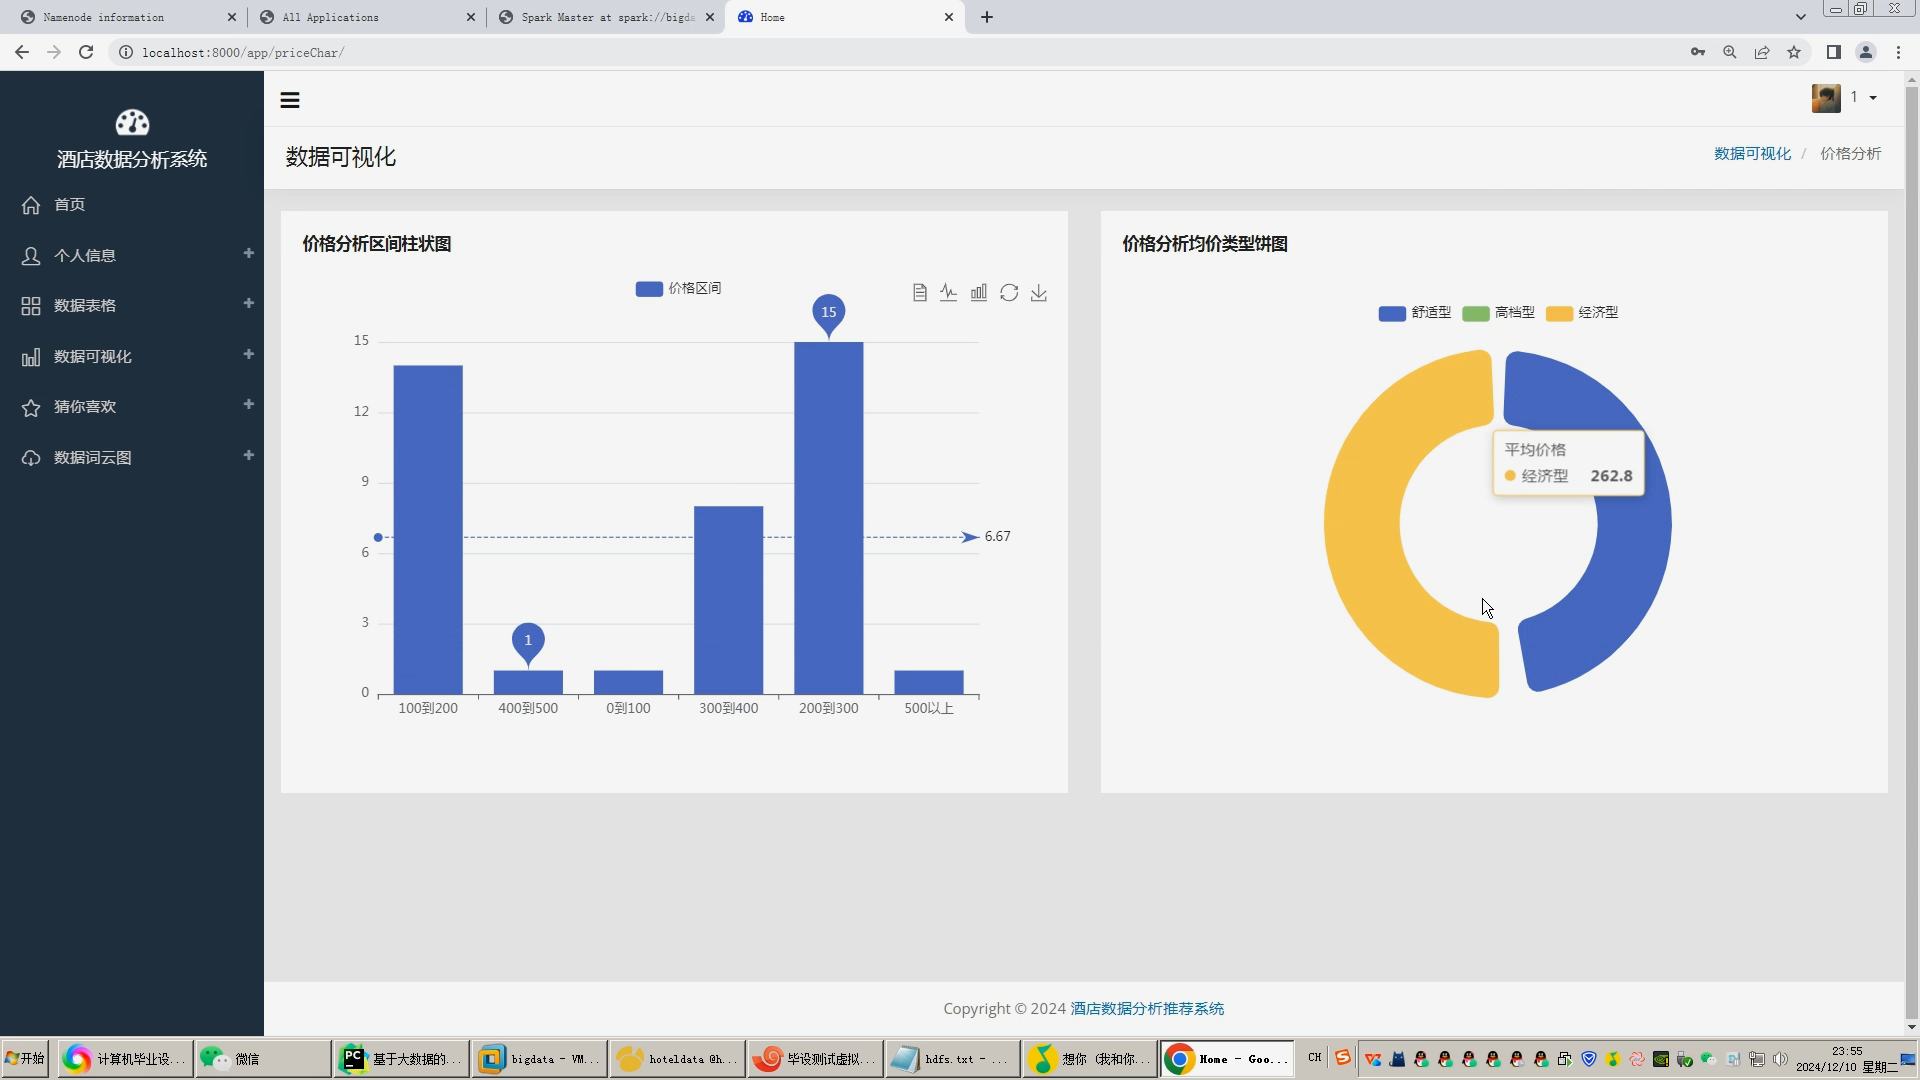 Namenode information
All Applications
Spark Master at spark://bigda
Home
localhost:8000/app/priceChar/
酒店数据分析系统
首页
个人信息
数据表格
数据可视化
猜你喜欢
数据词云图
1
数据可视化
数据可视化 / 价格分析
价格分析区间柱状图
价格区间
15
12
9
6
3
0
15
1
6.67
100到200
400到500
0到100
300到400
200到300
500以上
价格分析均价类型饼图
舒适型
高档型
经济型
平均价格
经济型 262.8
Copyright © 2024 酒店数据分析推荐系统
开始
计算机毕业设...
微信
基于大数据的...
bigdata - VM...
hoteldata @h...
毕设测试虚拟...
hdfs.txt - ...
想你 (我和你...
Home - Goo...
CH
23:55
2024/12/10 星期二